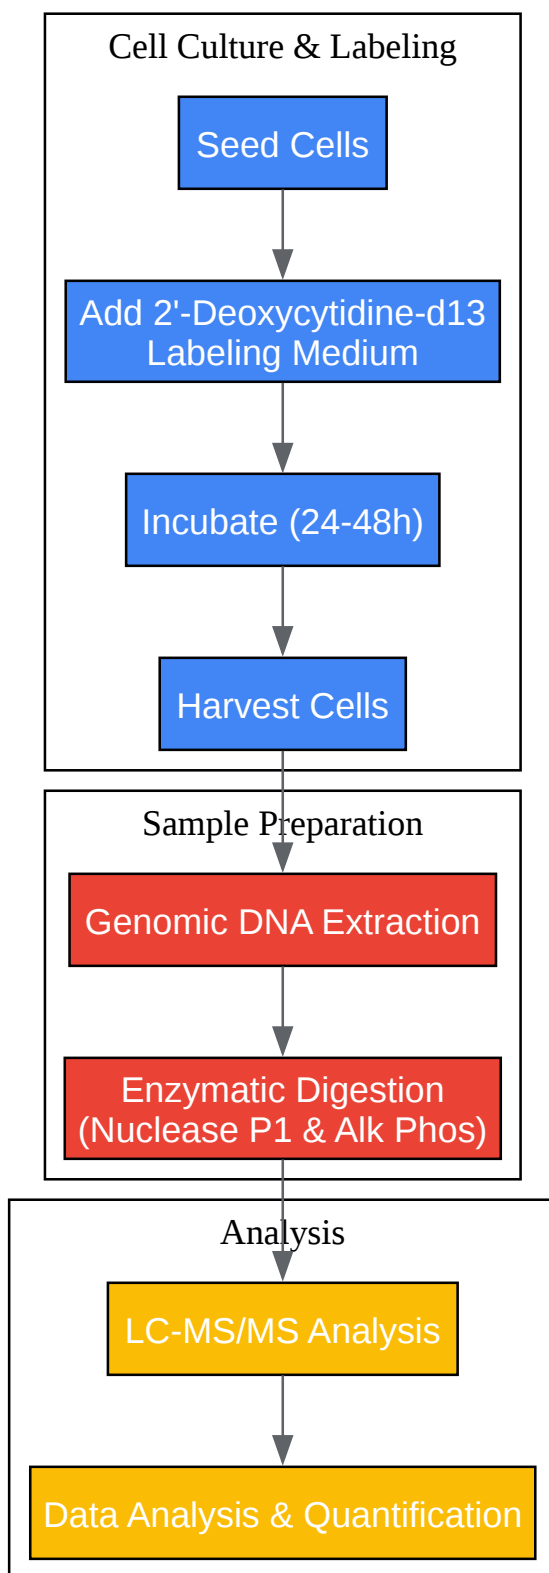 Cell Culture & Labeling
Seed Cells
Add 2'-Deoxycytidine-d13
Labeling Medium
Incubate (24-48h)
Harvest Cells
Sample Preparation
Genomic DNA Extraction
Enzymatic Digestion
(Nuclease P1 & Alk Phos)
Analysis
LC-MS/MS Analysis
Data Analysis & Quantification